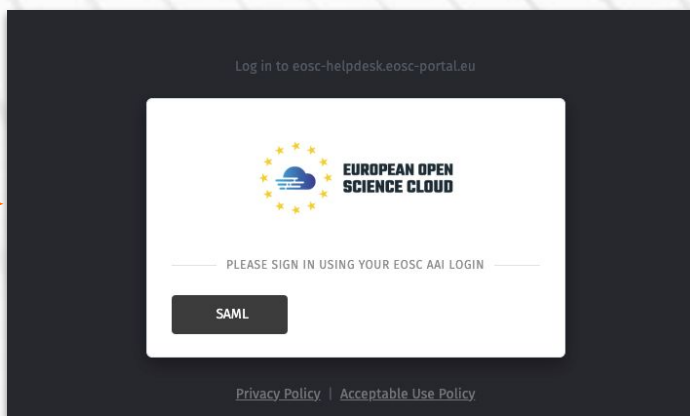 Log in to eosc-helpdesk.eosc-portal.eu
EUROPEAN OPEN
SCIENCE CLOUD
PLEASE SIGN IN USING YOUR EOSC AAI LOGIN
SAML
Privacy Policy | Acceptable Use Policy